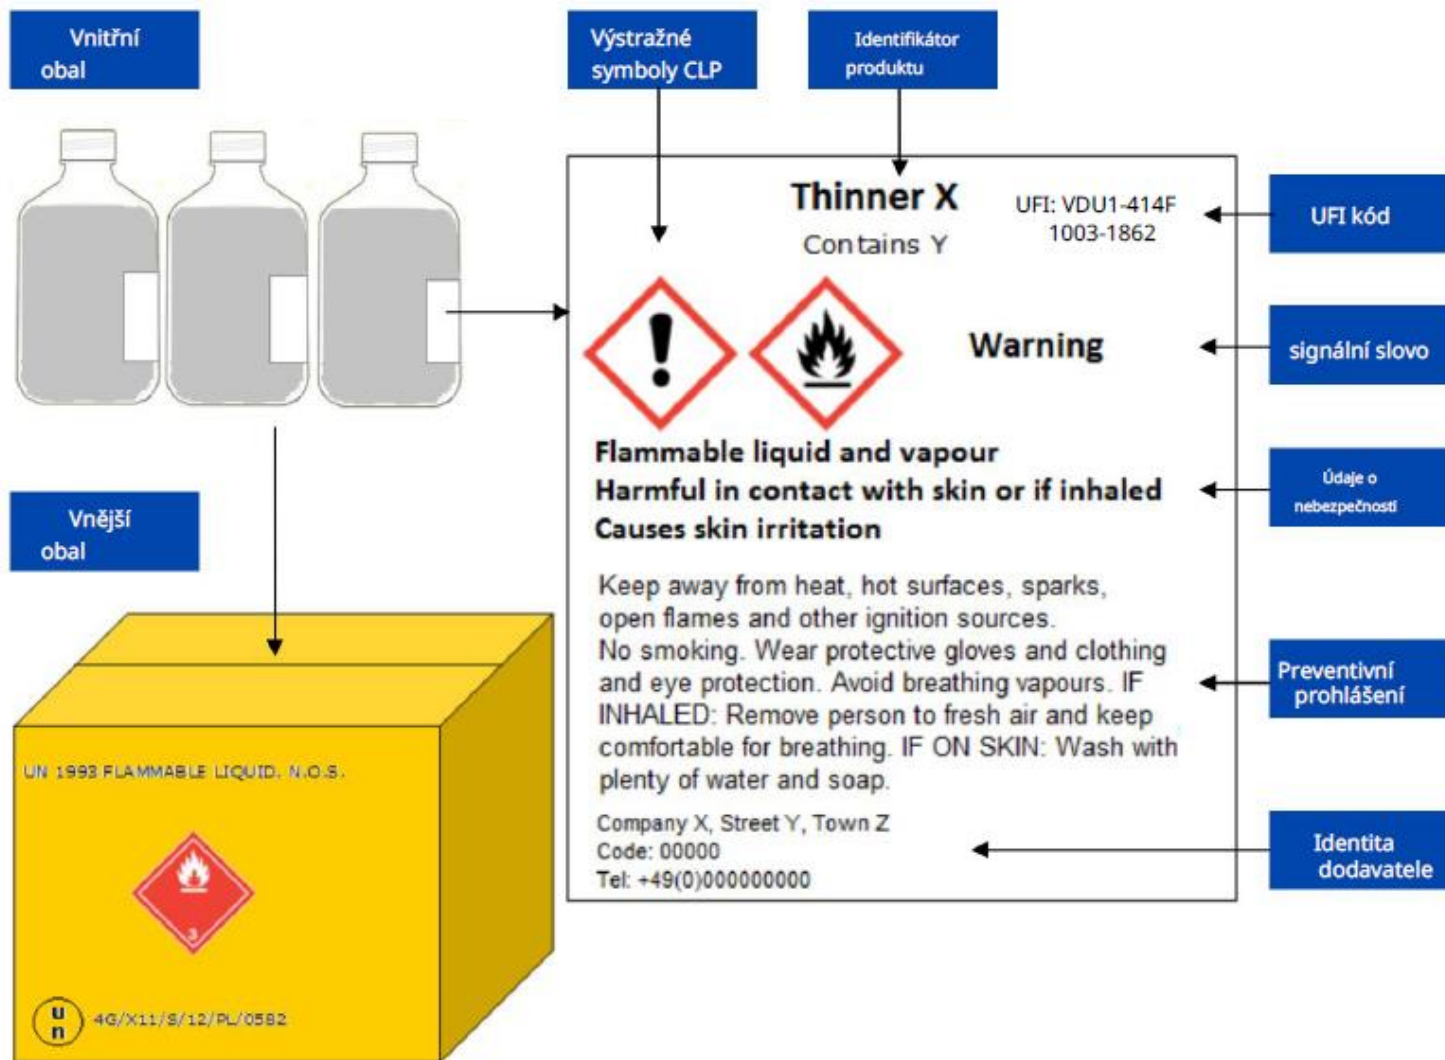 Vnitřní
obal
Výstražné
symboly CLP
Identifikátor
produktu
Thinner X
Contains Y
UFI: VDU1-414F
1003-1862
UFI kód
Warning
signální slovo
Flammable liquid and vapour
Harmful in contact with skin or if inhaled
Causes skin irritation
Údaje o
nebezpečnosti
Vnější
obal
Keep away from heat, hot surfaces, sparks,
open flames and other ignition sources.
No smoking. Wear protective gloves and clothing
and eye protection. Avoid breathing vapours. IF
INHALED: Remove person to fresh air and keep
comfortable for breathing. IF ON SKIN: Wash with
plenty of water and soap.
Preventivní
prohlášení
Company X, Street Y, Town Z
Code: 00000
Tel: +49(0)000000000
Identita
dodavatele
UN 1993 FLAMMABLE LIQUID. N.O.S.
3
u
n
4G/X11/S/12/PL/0582